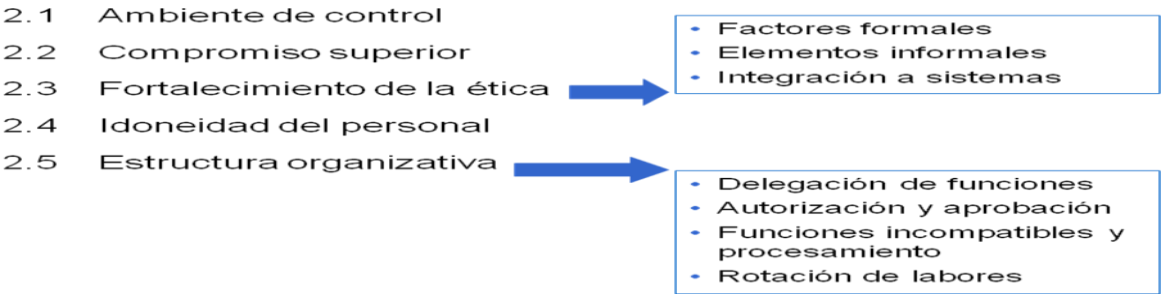 2.1 Ambiente de control
2.2 Compromiso superior
2.3 Fortalecimiento de la ética
2.4 Idoneidad del personal
2.5 Estructura organizativa
• Factores formales
• Elementos informales
• Integración a sistemas
• Delegación de funciones
• Autorización y aprobación
• Funciones incompatibles y
procesamiento
• Rotación de labores